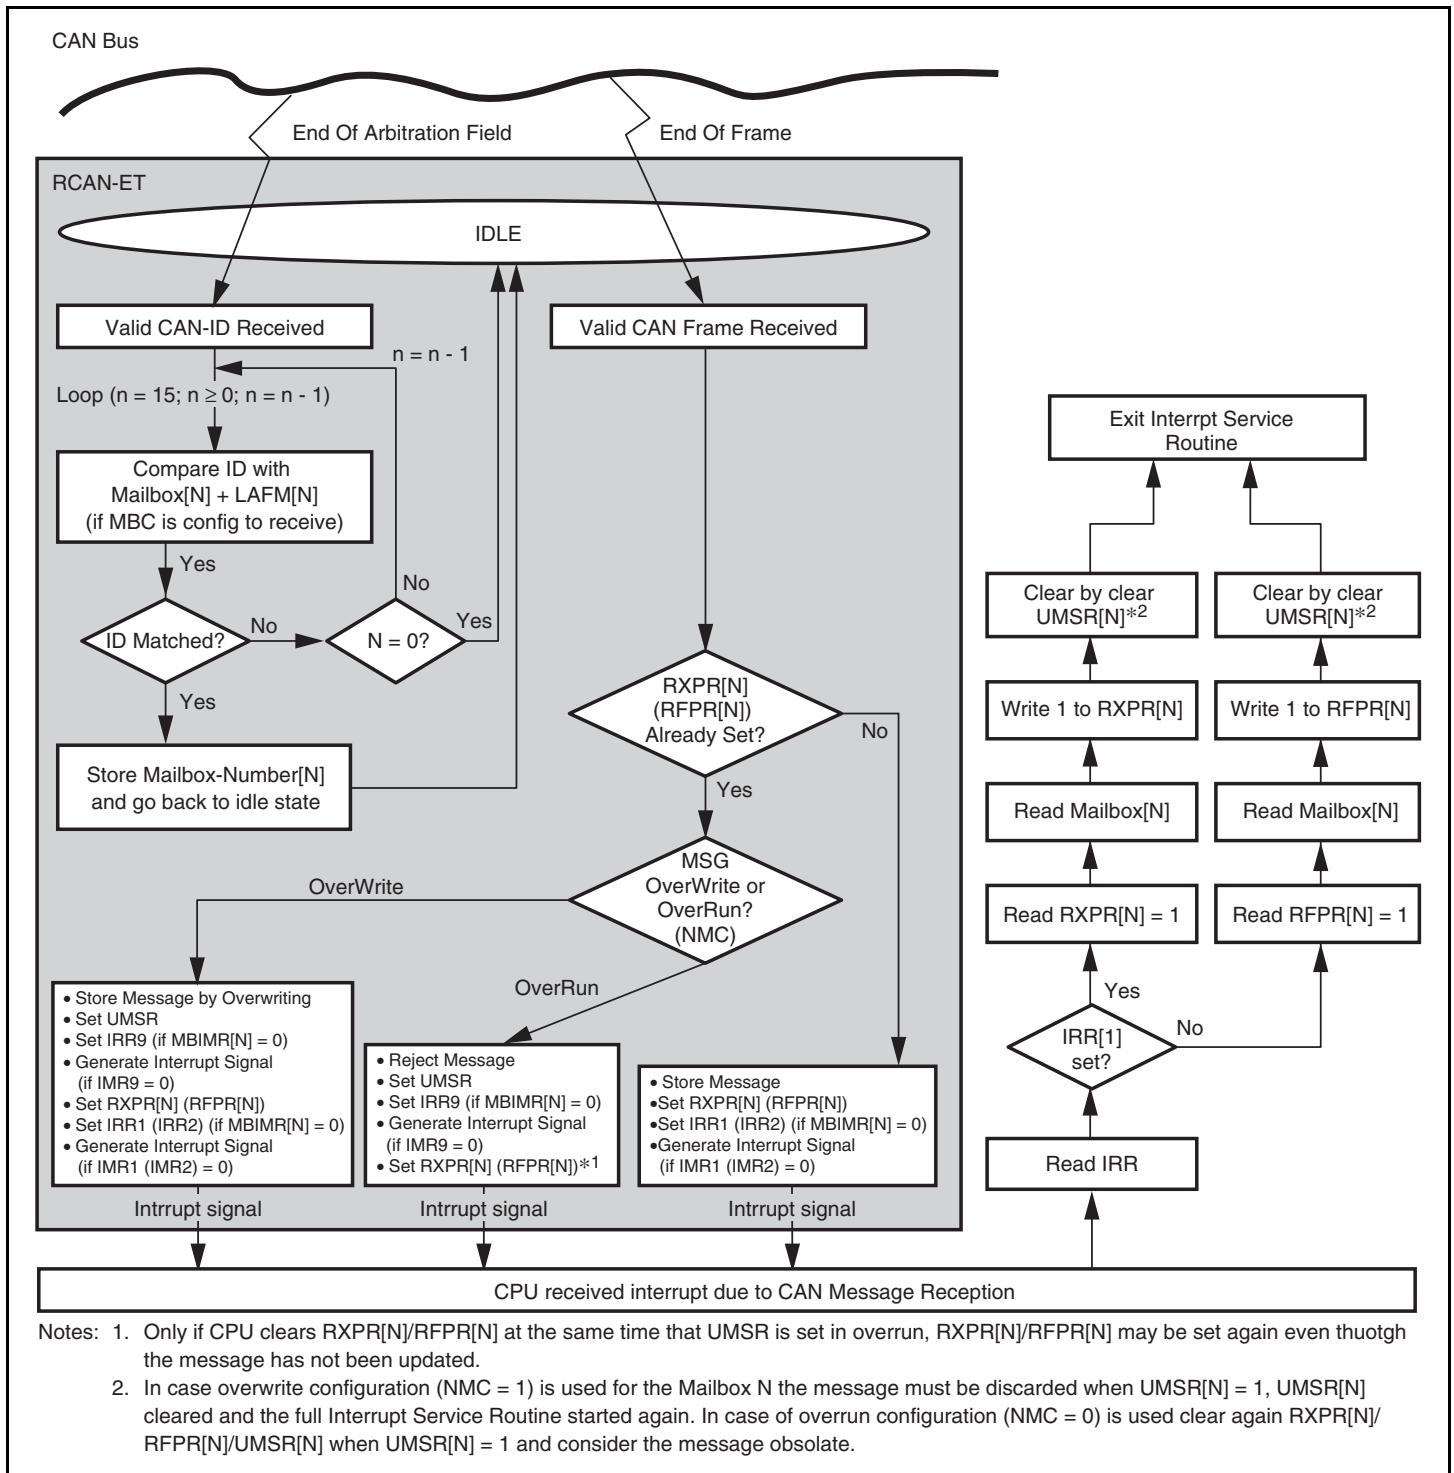 CAN Bus
End Of Arbitration Field
End Of Frame
RCAN-ET
IDLE
Valid CAN-ID Received
Valid CAN Frame Received
n = n - 1
Loop (n = 15; n ≥ 0; n = n - 1)
Compare ID with
Mailbox[N] + LAFM[N]
(if MBC is config to receive)
Yes
ID Matched?
No
N = 0?
No
Yes
Yes
Store Mailbox-Number[N]
and go back to idle state
RXPR[N]
(RFPR[N])
Already Set?
No
Yes
MSG
OverWrite or
OverRun?
(NMC)
OverWrite
OverRun
• Store Message by Overwriting
• Set UMSR
• Set IRR9 (if MBIMR[N] = 0)
• Generate Interrupt Signal
(if IMR9 = 0)
• Set RXPR[N] (RFPR[N])
• Set IRR1 (IRR2) (if MBIMR[N] = 0)
• Generate Interrupt Signal
(if IMR1 (IMR2) = 0)
• Reject Message
• Set UMSR
• Set IRR9 (if MBIMR[N] = 0)
• Generate Interrupt Signal
(if IMR9 = 0)
• Set RXPR[N] (RFPR[N])*1
• Store Message
•Set RXPR[N] (RFPR[N])
•Set IRR1 (IRR2) (if MBIMR[N] = 0)
•Generate Interrupt Signal
(if IMR1 (IMR2) = 0)
Intrrupt signal
Intrrupt signal
Intrrupt signal
Exit Interrpt Service
Routine
Clear by clear
UMSR[N]*2
Clear by clear
UMSR[N]*2
Write 1 to RXPR[N]
Write 1 to RFPR[N]
Read Mailbox[N]
Read Mailbox[N]
Read RXPR[N] = 1
Read RFPR[N] = 1
Yes
IRR[1]
set?
No
Read IRR
CPU received interrupt due to CAN Message Reception
Notes: 1. Only if CPU clears RXPR[N]/RFPR[N] at the same time that UMSR is set in overrun, RXPR[N]/RFPR[N] may be set again even thuotgh
the message has not been updated.
2. In case overwrite configuration (NMC = 1) is used for the Mailbox N the message must be discarded when UMSR[N] = 1, UMSR[N]
cleared and the full Interrupt Service Routine started again. In case of overrun configuration (NMC = 0) is used clear again RXPR[N]/
RFPR[N]/UMSR[N] when UMSR[N] = 1 and consider the message obsolate.